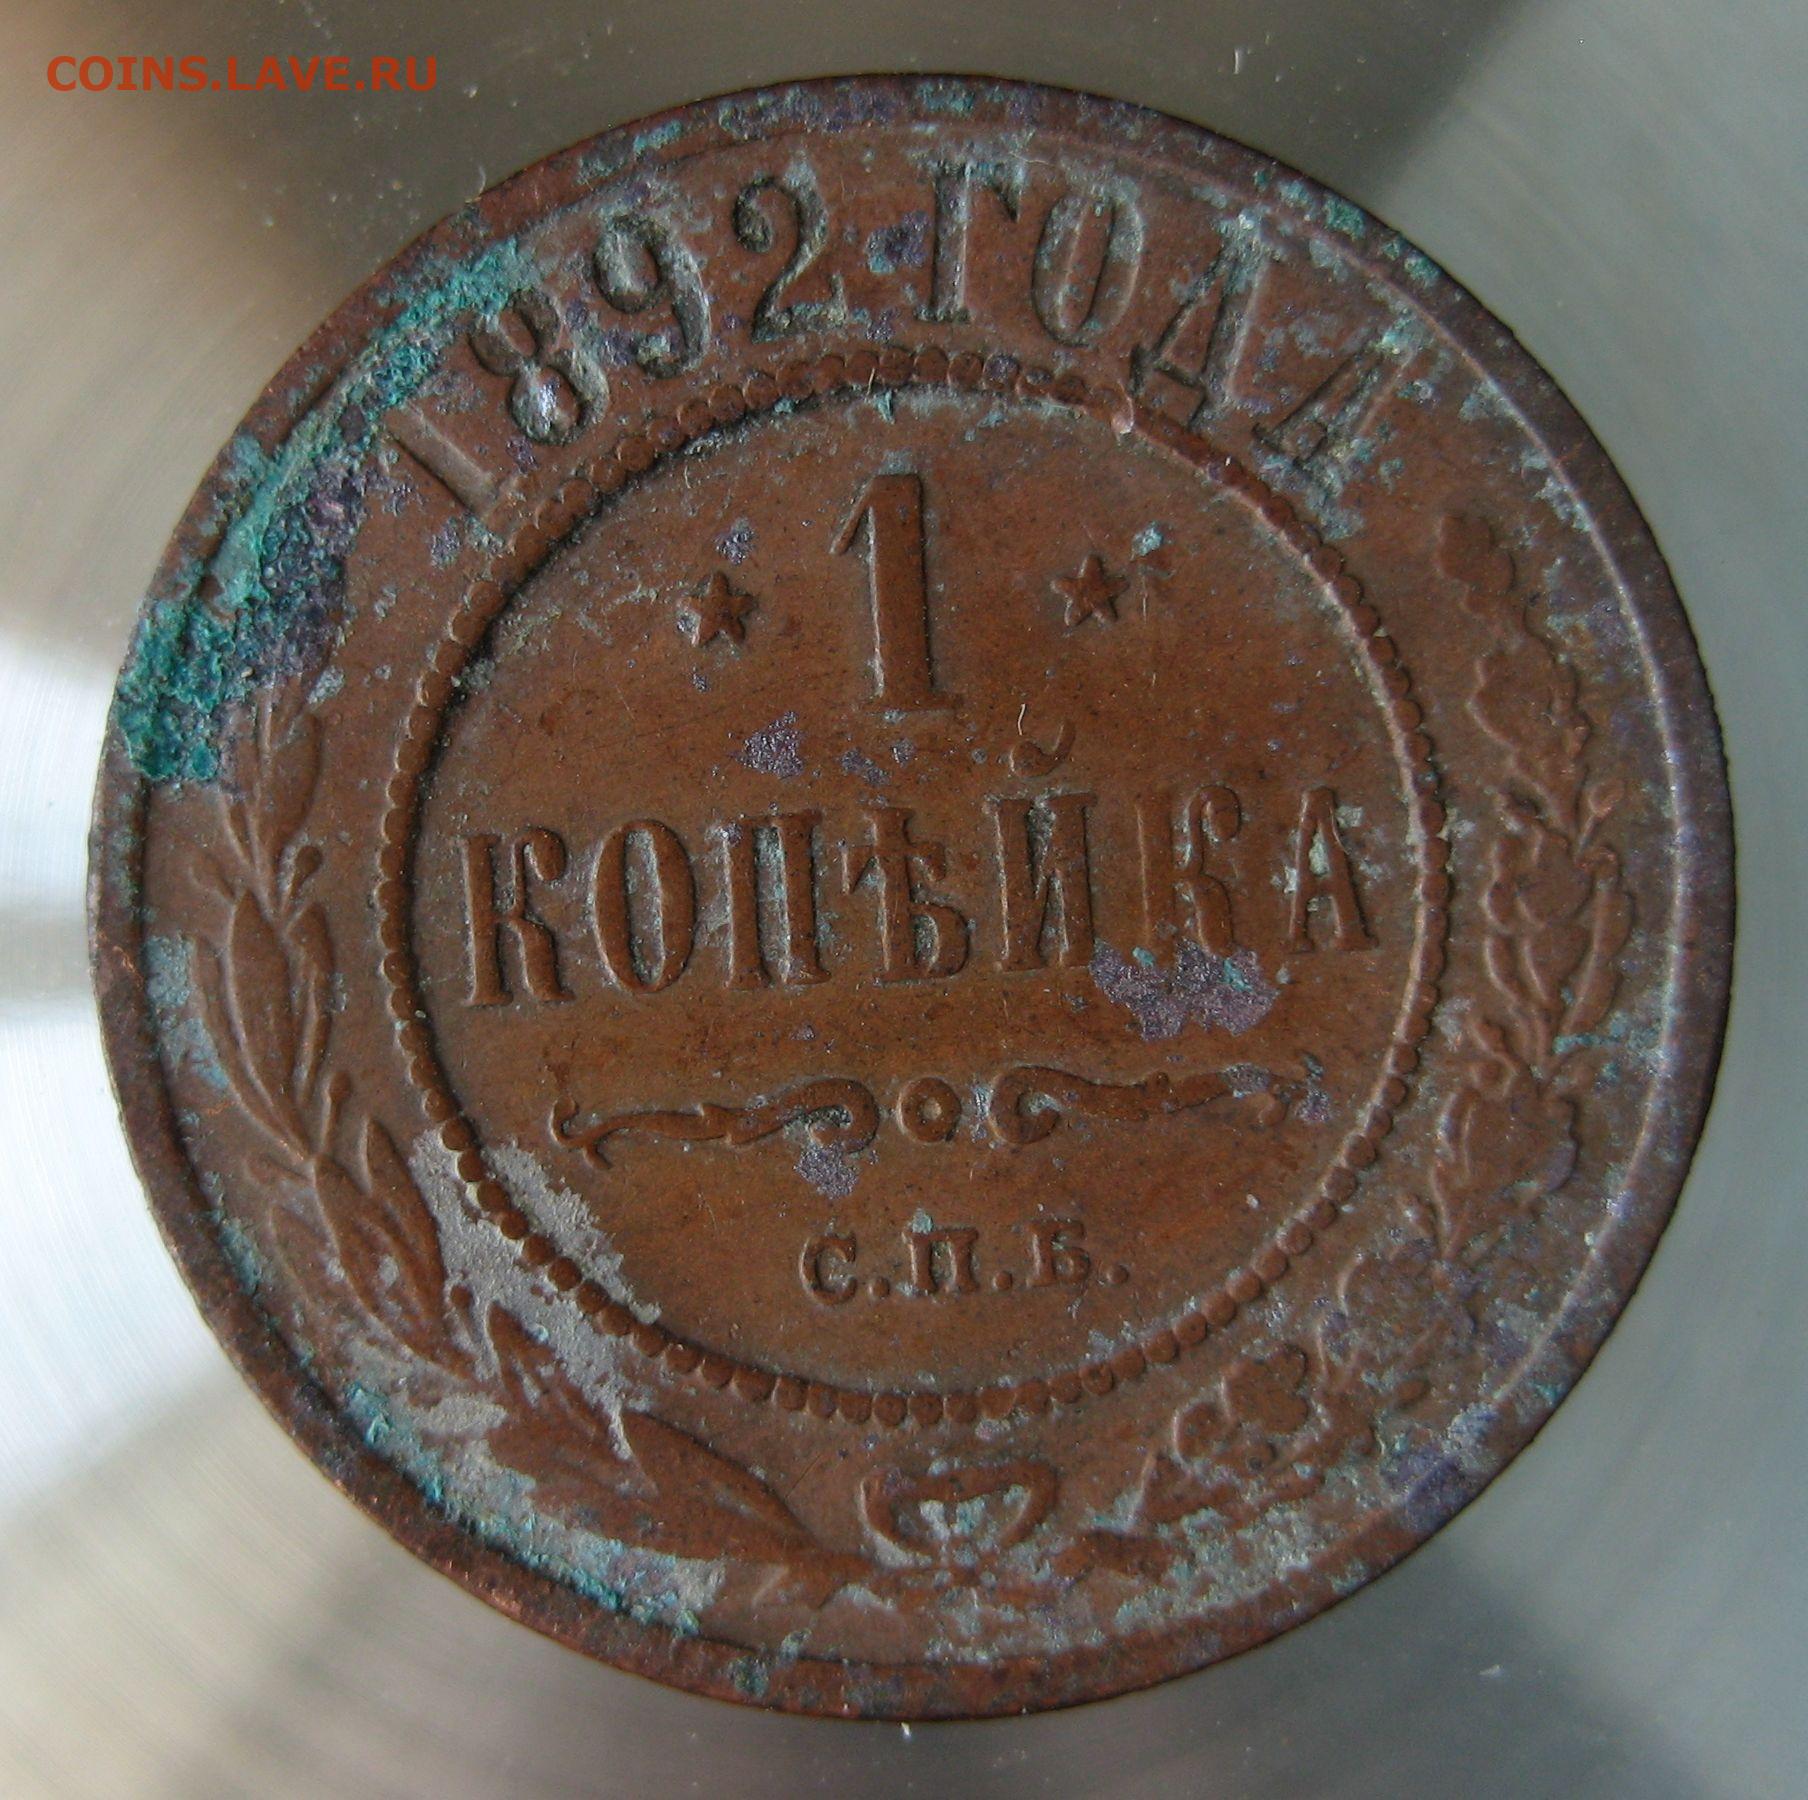 COINS.LAVE.RU
1892 ГОДА
1
КОПѢЙКА
С.П.Б.